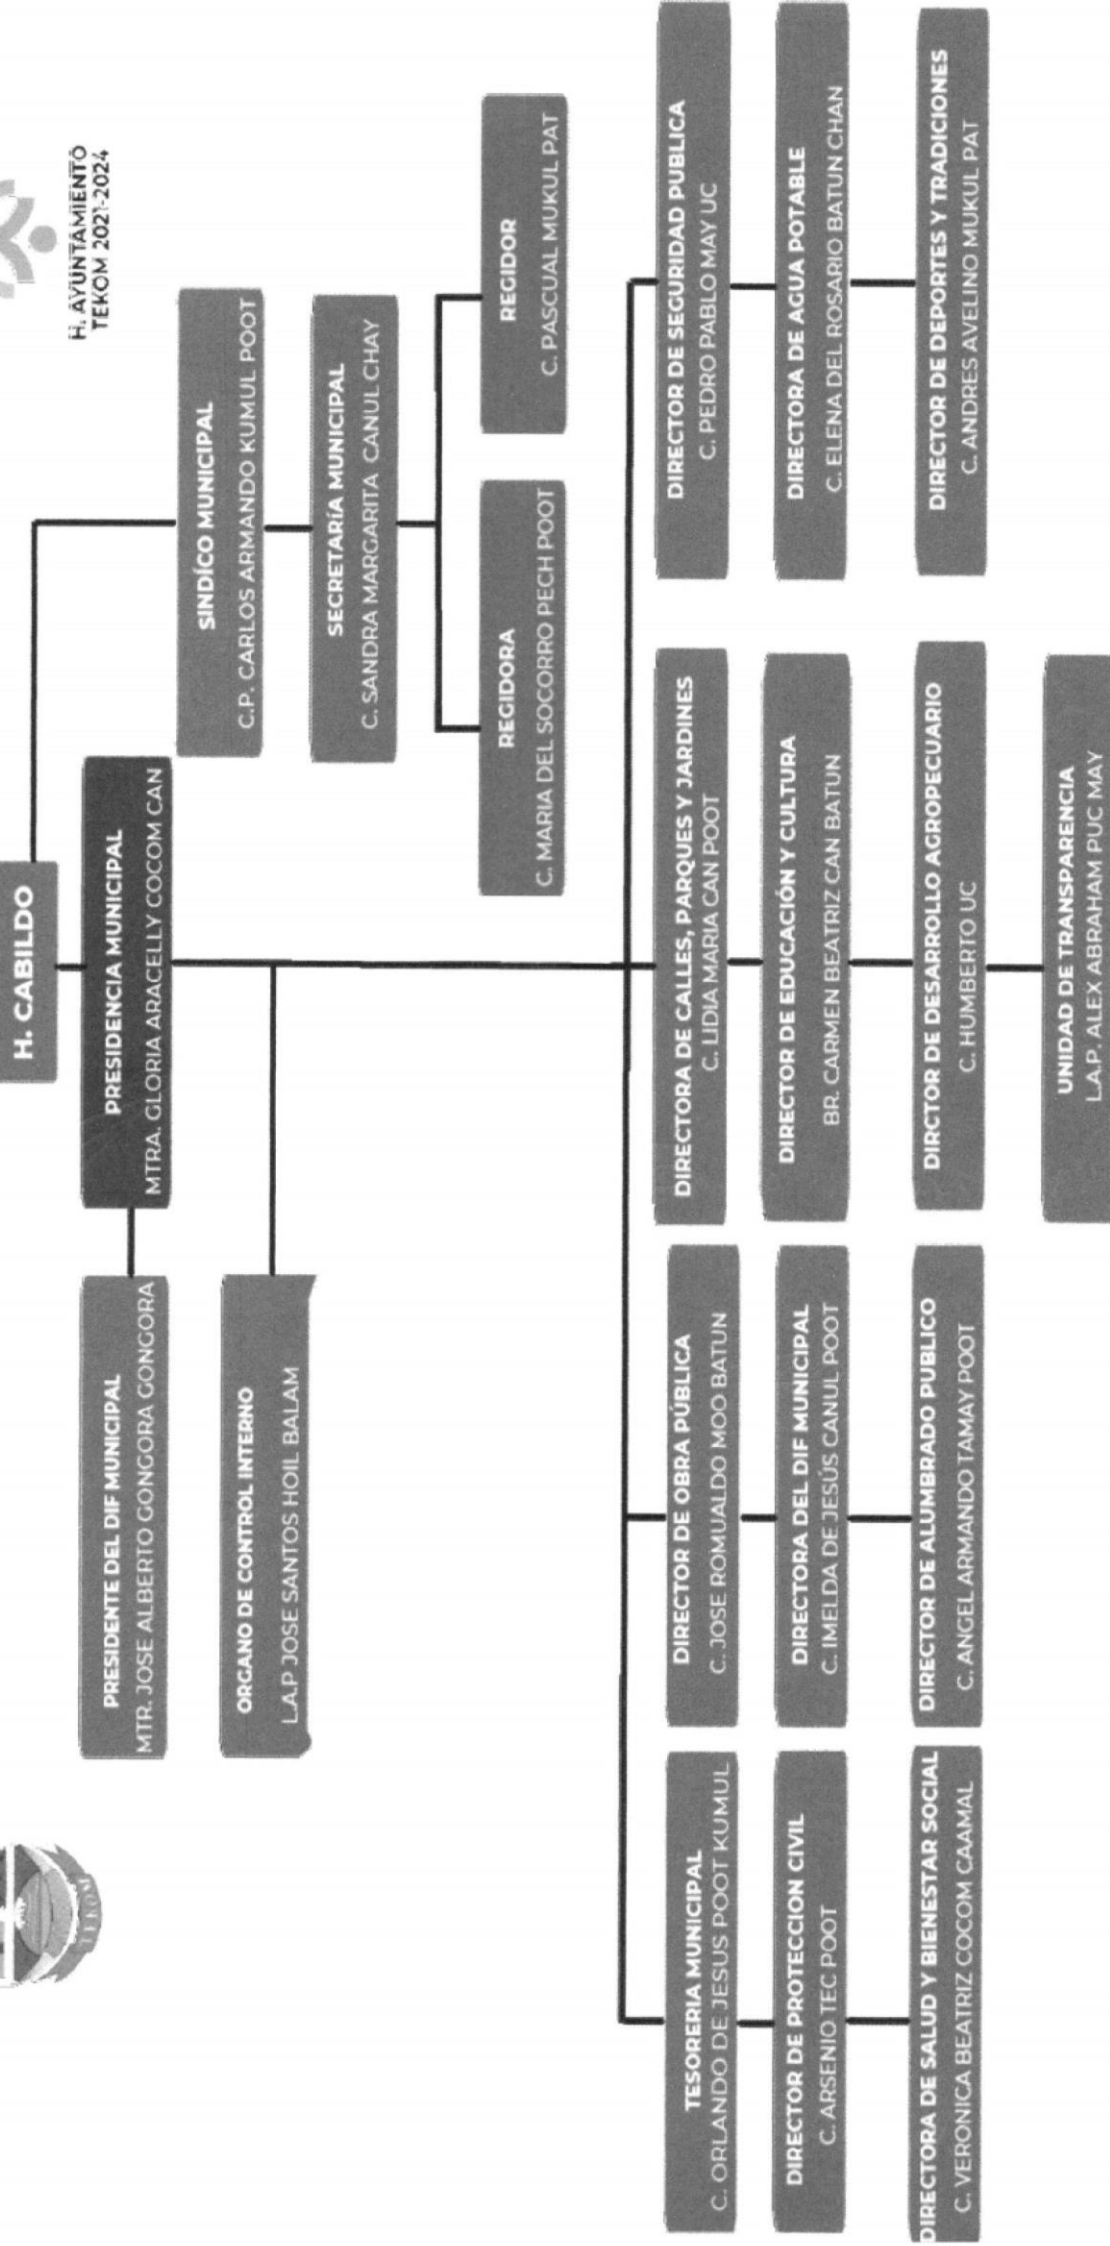 H. AYUNTAMIENTO
TEKOM 2021-2024
H. CABILDO
PRESIDENCIA MUNICIPAL
MTRA. GLORIA ARACELLY COCOM CAN
PRESIDENTE DEL DIF MUNICIPAL
MTR. JOSE ALBERTO GONGORA GONGORA
ORGANO DE CONTROL INTERNO
L.A.P JOSE SANTOS HOIL BALAM
SINDÍCO MUNICIPAL
C.P. CARLOS ARMANDO KUMUL POOT
SECRETARÍA MUNICIPAL
C. SANDRA MARGARITA CANUL CHAY
REGIDORA
C. MARIA DEL SOCORRO PECH POOT
REGIDOR
C. PASCUAL MUKUL PAT
TESORERIA MUNICIPAL
C. ORLANDO DE JESUS POOT KUMUL
DIRECTOR DE PROTECCION CIVIL
C. ARSENIO TEC POOT
DIRECTORA DE SALUD Y BIENESTAR SOCIAL
C. VERONICA BEATRIZ COCOM CAAMAL
DIRECTOR DE OBRA PÚBLICA
C. JOSE ROMUALDO MOO BATUN
DIRECTORA DEL DIF MUNICIPAL
C. IMELDA DE JESÚS CANUL POOT
DIRECTOR DE ALUMBRADO PUBLICO
C. ANGEL ARMANDO TAMAY POOT
DIRECTORA DE CALLES, PARQUES Y JARDINES
C. LIDIA MARIA CAN POOT
DIRECTOR DE EDUCACIÓN Y CULTURA
BR. CARMEN BEATRIZ CAN BATUN
DIRCTOR DE DESARROLLO AGROPECUARIO
C. HUMBERTO UC
UNIDAD DE TRANSPARENCIA
L.A.P. ALEX ABRAHAM PUC MAY
DIRECTOR DE SEGURIDAD PUBLICA
C. PEDRO PABLO MAY UC
DIRECTORA DE AGUA POTABLE
C. ELENA DEL ROSARIO BATUN CHAN
DIRECTOR DE DEPORTES Y TRADICIONES
C. ANDRES AVELINO MUKUL PAT
TEKOM